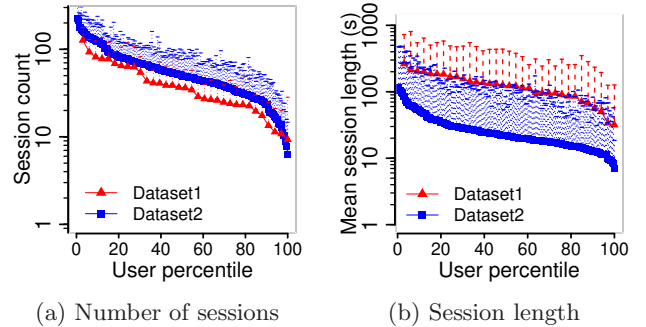 Session count
1
10
100
Dataset1
Dataset2
0 20 40 60 80 100
User percentile
(a) Number of sessions
Mean session length (s)
1
10
100
1000
Dataset1
Dataset2
0 20 40 60 80 100
User percentile
(b) Session length